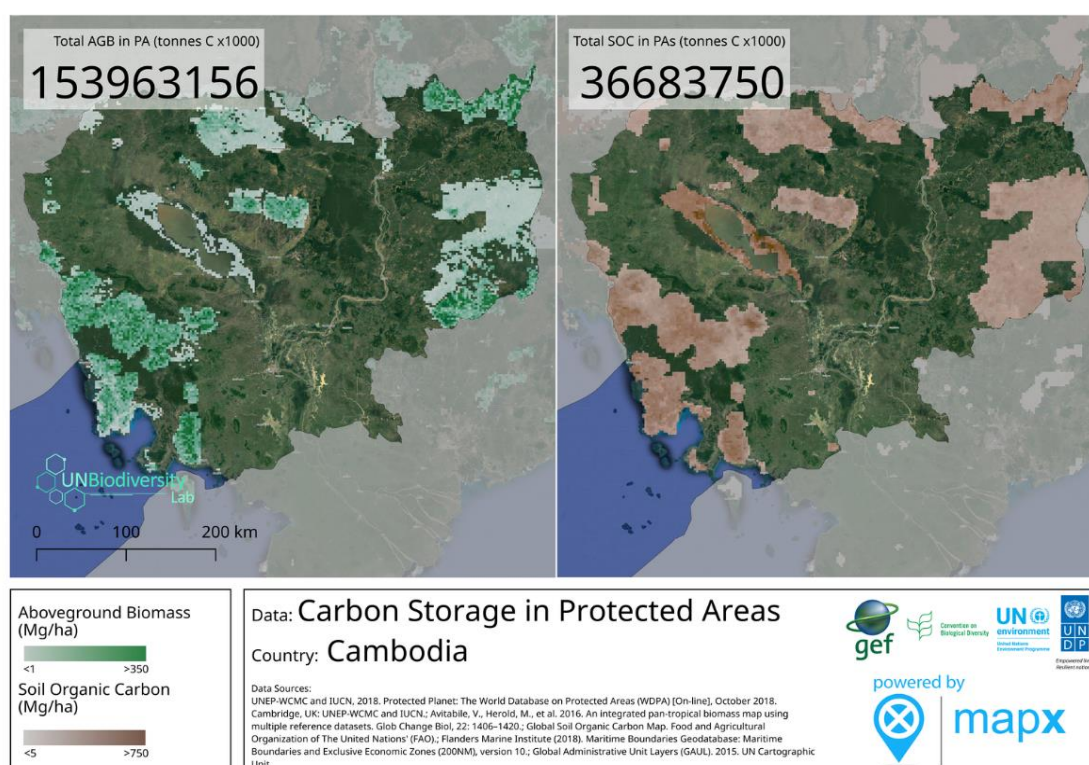 Total AGB in PA (tonnes C x1000)
153963156
Total SOC in PAs (tonnes C x1000)
36683750
UNBiodiversity
Lab
0 100 200 km
Aboveground Biomass
(Mg/ha)
<1 >350
Soil Organic Carbon
(Mg/ha)
<5 >750
Data: Carbon Storage in Protected Areas
Country: Cambodia
Data Sources:
UNEP-WCMC and IUCN, 2018. Protected Planet: The World Database on Protected Areas (WDPA) [On-line], October 2018.
Cambridge, UK: UNEP-WCMC and IUCN.; Avitabile, V., Herold, M., et al. 2016. An integrated pan-tropical biomass map using
multiple reference datasets. Glob Change Biol, 22: 1406–1420.; Global Soil Organic Carbon Map. Food and Agricultural
Organization of The United Nations' (FAO).; Flanders Marine Institute (2018). Maritime Boundaries Geodatabase: Maritime
Boundaries and Exclusive Economic Zones (200NM), version 10.; Global Administrative Unit Layers (GAUL). 2015. UN Cartographic
Unit
gef
Convention on
Biological Diversity
UN
environment
United Nations
Environment Programme
UN
DP
powered by
mapx